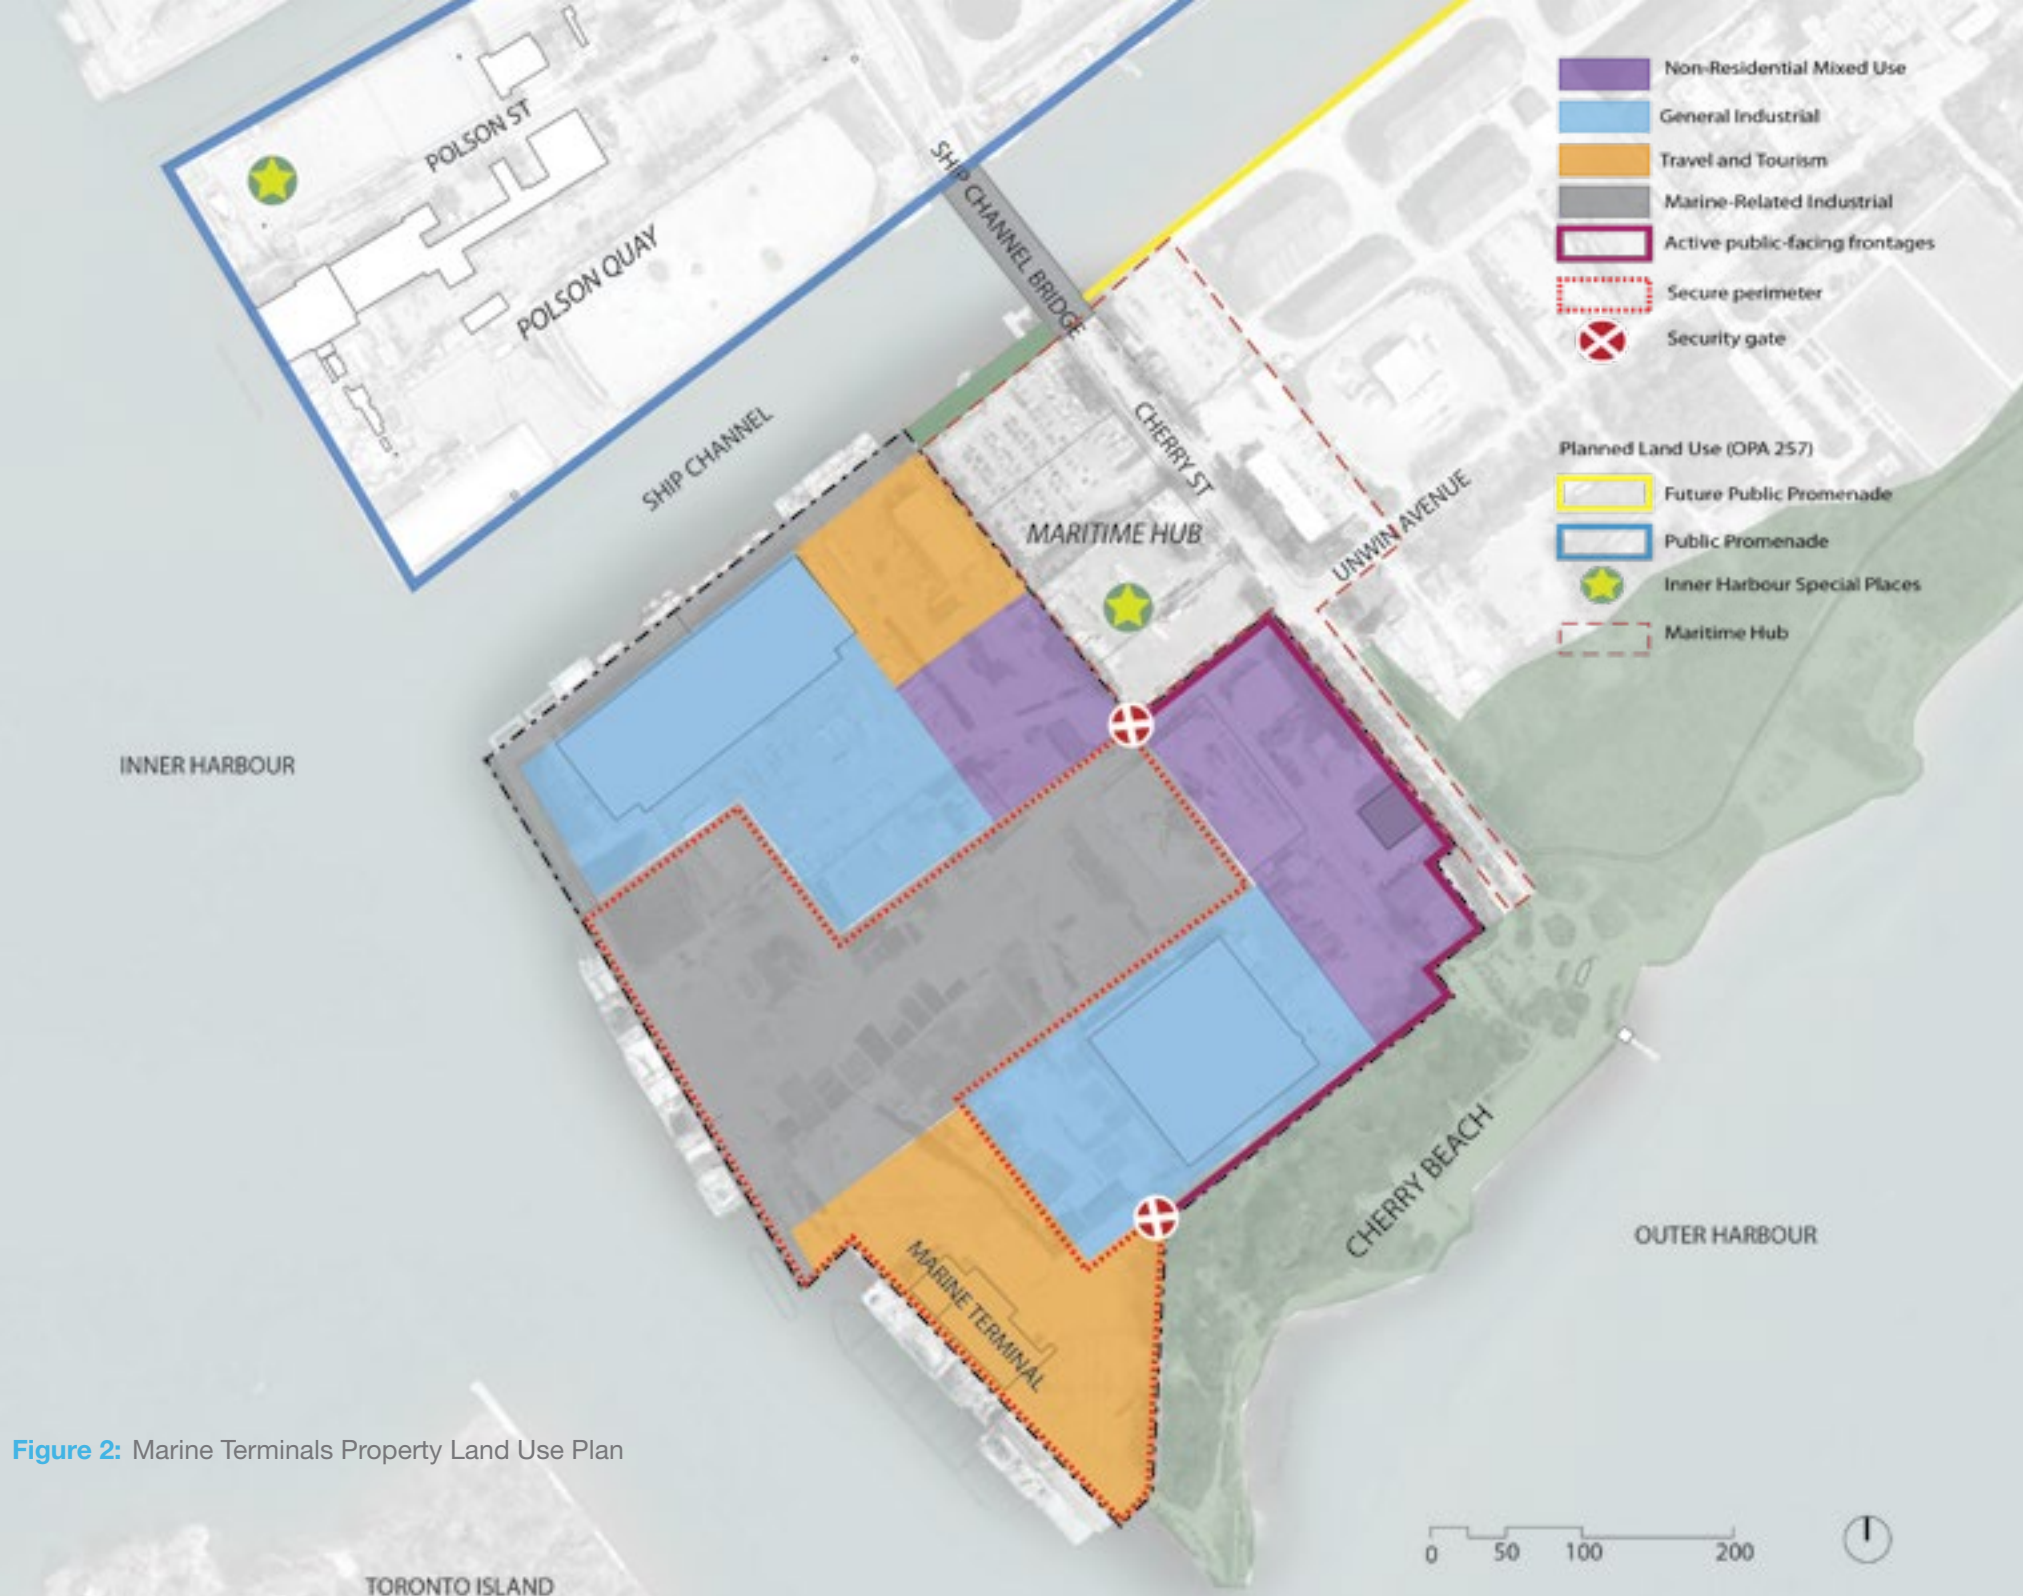 Non-Residential Mixed Use
General Industrial
Travel and Tourism
Marine-Related Industrial
Active public-facing frontages
Secure perimeter
Security gate
Planned Land Use (OPA 257)
Future Public Promenade
Public Promenade
Inner Harbour Special Places
Maritime Hub
POLSON ST
POLSON QUAY
SHIP CHANNEL BRIDGE
SHIP CHANNEL
CHERRY ST
UNWIN AVENUE
MARITIME HUB
INNER HARBOUR
CHERRY BEACH
OUTER HARBOUR
MARINE TERMINAL
Figure 2: Marine Terminals Property Land Use Plan
0 50 100 200
TORONTO ISLAND